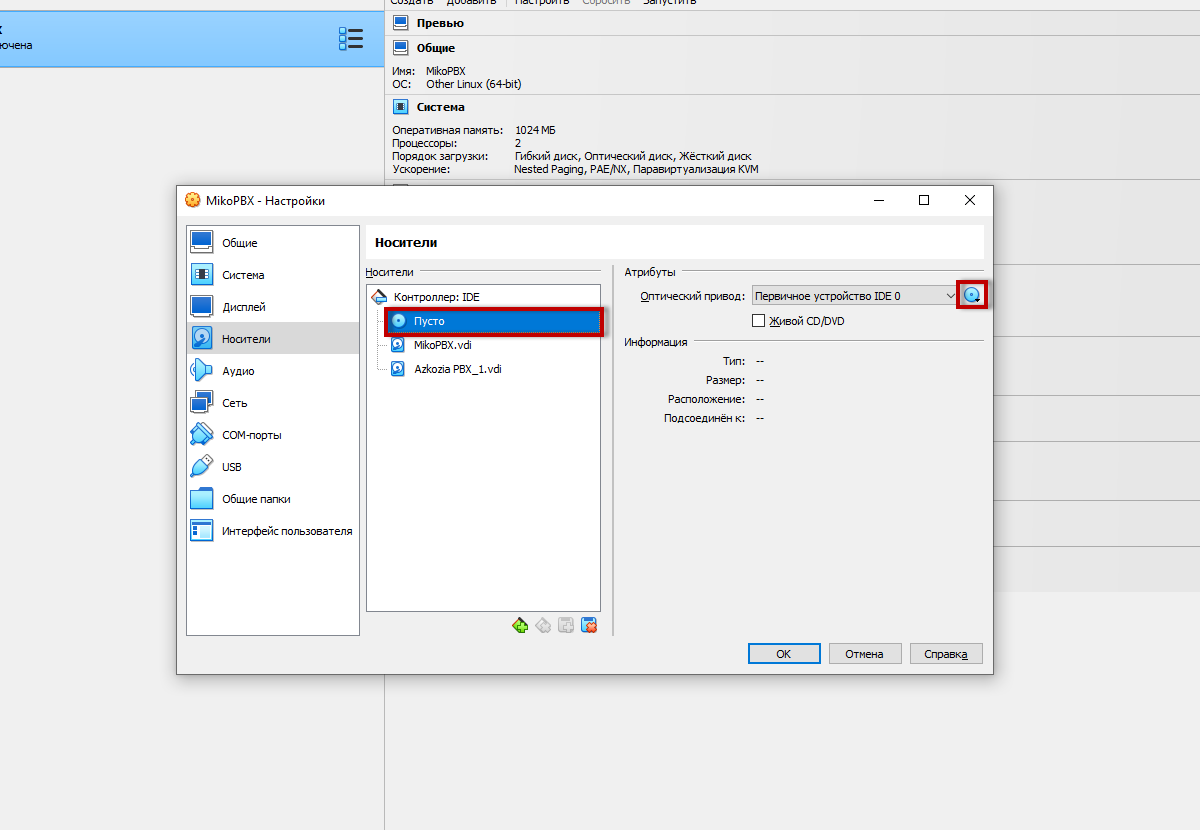 Создать Добавить Настроить Сбросить Запустить
ючена
Превью
Общие
Имя: MikoPBX
ОС: Other Linux (64-bit)
Система
Оперативная память: 1024 МБ
Процессоры: 2
Порядок загрузки: Гибкий диск, Оптический диск, Жёсткий диск
Ускорение: Nested Paging, PAE/NX, Паравиртуализация KVM
MikoPBX - Настройки
Общие
Система
Дисплей
Носители
Аудио
Сеть
COM-порты
USB
Общие папки
Интерфейс пользователя
Носители
Носители
Контроллер: IDE
Пусто
MikoPBX.vdi
Azkozia PBX_1.vdi
Атрибуты
Оптический привод: Первичное устройство IDE 0
Живой CD/DVD
Информация
Тип: --
Размер: --
Расположение: --
Подсоединён к: --
OK Отмена Справка